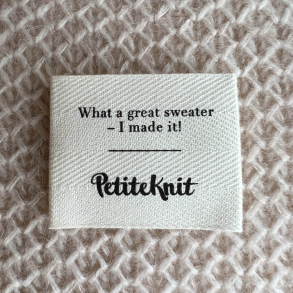 What a great sweater
– I made it!
PetiteKnit